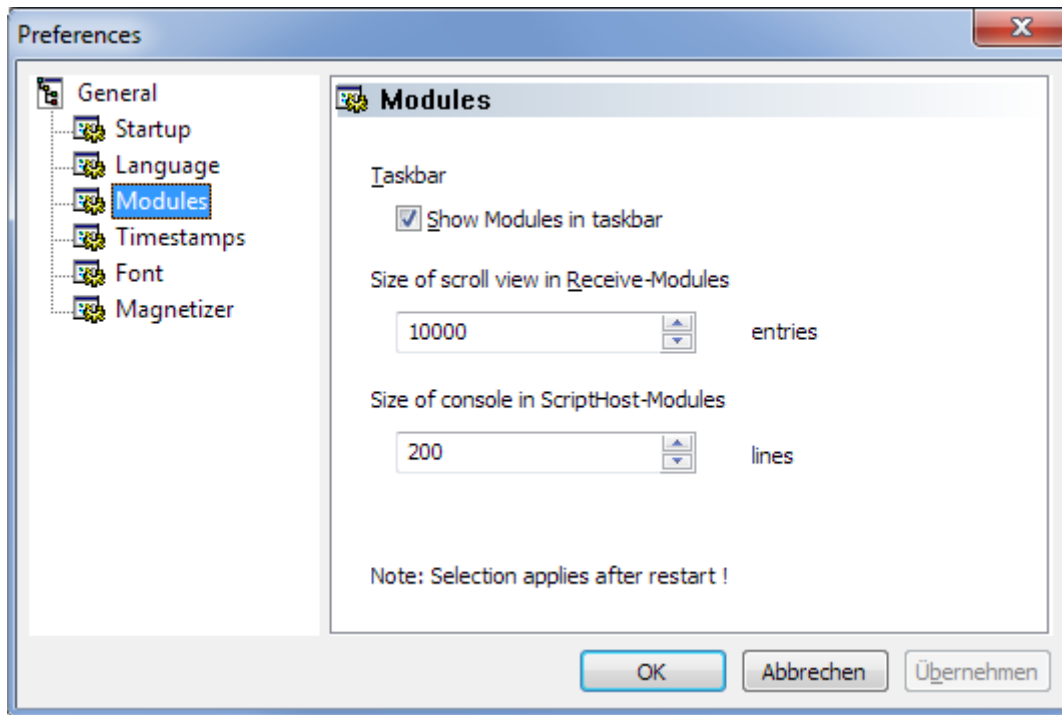 Preferences
General
Startup
Language
Modules
Timestamps
Font
Magnetizer
Modules
Taskbar
Show Modules in taskbar
Size of scroll view in Receive-Modules
10000 entries
Size of console in ScriptHost-Modules
200 lines
Note: Selection applies after restart !
OK Abbrechen Übernehmen